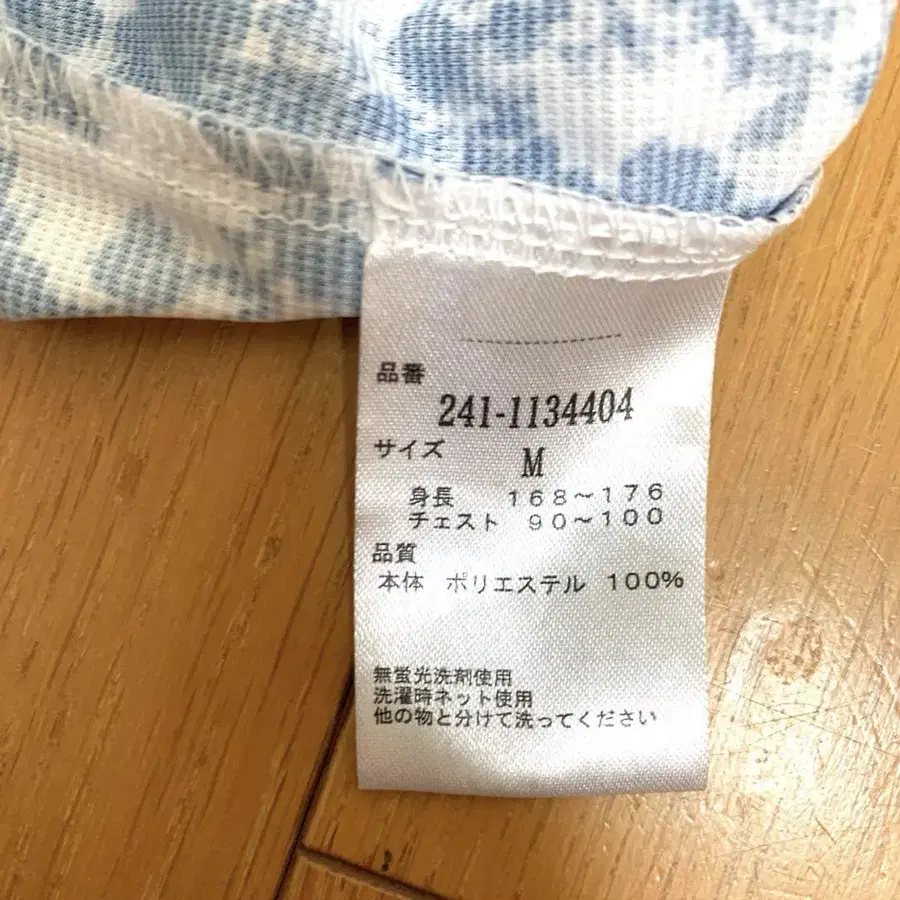 品番
241-1134404
サイズ
M
身長 168～176
チェスト 90～100
品質
本体 ポリエステル 100%
無蛍光洗剤使用
洗濯時ネット使用
他の物と分けて洗ってください